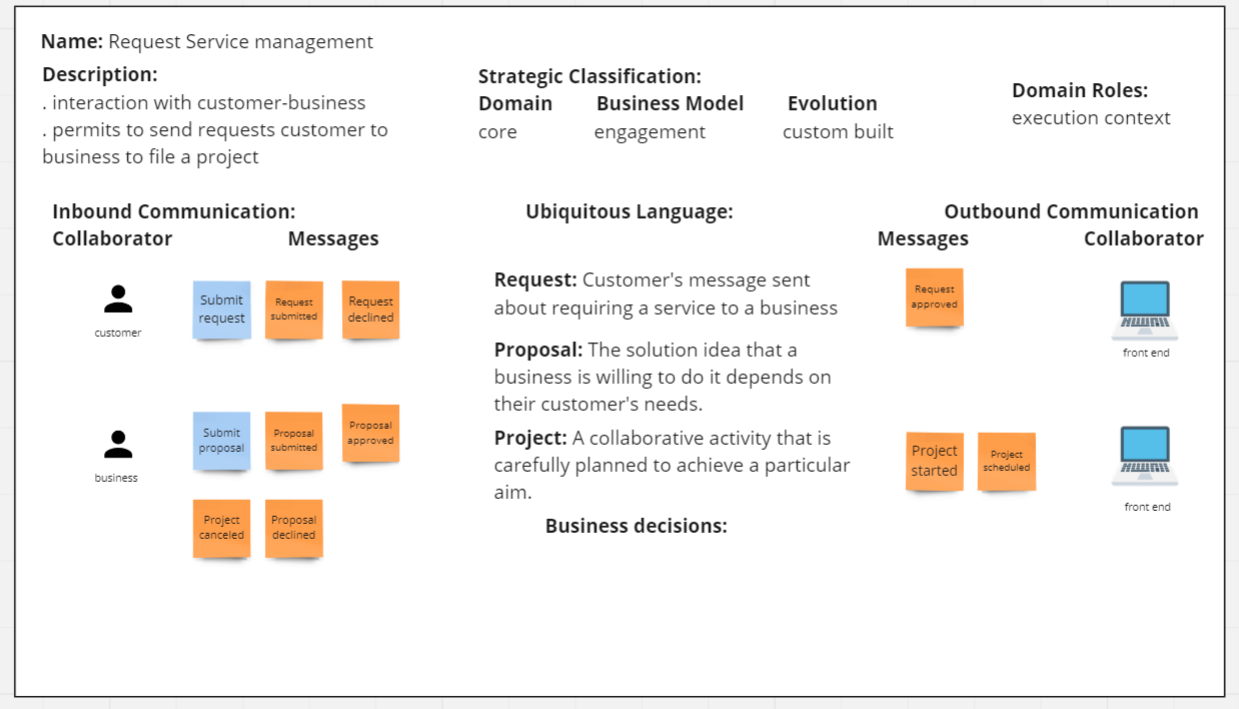 Name: Request Service management
Description:
. interaction with customer-business
. permits to send requests customer to
business to file a project
Strategic Classification:
Domain Business Model Evolution
core engagement custom built
Domain Roles:
execution context
Inbound Communication:
Collaborator Messages
customer
Submit
request
Request
submitted
Request
declined
business
Submit
proposal
Proposal
submitted
Proposal
approved
Project
canceled
Proposal
declined
Ubiquitous Language:
Request: Customer's message sent
about requiring a service to a business
Proposal: The solution idea that a
business is willing to do it depends on
their customer's needs.
Project: A collaborative activity that is
carefully planned to achieve a particular
aim.
Business decisions:
Outbound Communication
Messages Collaborator
Request
approved
front end
Project
started
Project
scheduled
front end